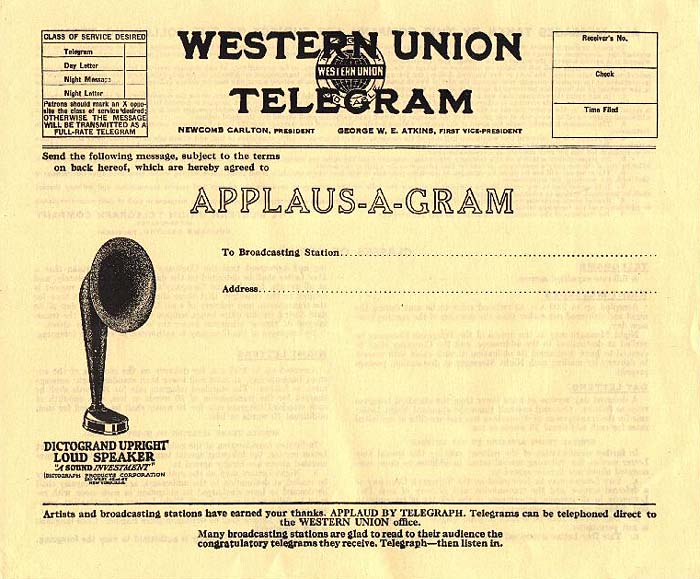 CLASS OF SERVICE DESIRED
Telegram
Day Letter
Night Message
Night Letter
Patrons should mark an X oppo-
site the class of service desired;
OTHERWISE THE MESSAGE
WILL BE TRANSMITTED AS A
FULL-RATE TELEGRAM
WESTERN UNION
WESTERN UNION
TELEGRAM
NEWCOMB CARLTON, PRESIDENT GEORGE W. E. ATKINS, FIRST VICE-PRESIDENT
Receiver's No.
Check
Time Filed
Send the following message, subject to the terms
on back hereof, which are hereby agreed to
APPLAUS-A-GRAM
To Broadcasting Station
Address
DICTOGRAND UPRIGHT
LOUD SPEAKER
"A SOUND INVESTMENT"
DICTOGRAPH PRODUCTS CORPORATION
Artists and broadcasting stations have earned your thanks. APPLAUD BY TELEGRAPH. Telegrams can be telephoned direct to
the WESTERN UNION office.
Many broadcasting stations are glad to read to their audience the
congratulatory telegrams they receive. Telegraph—then listen in.